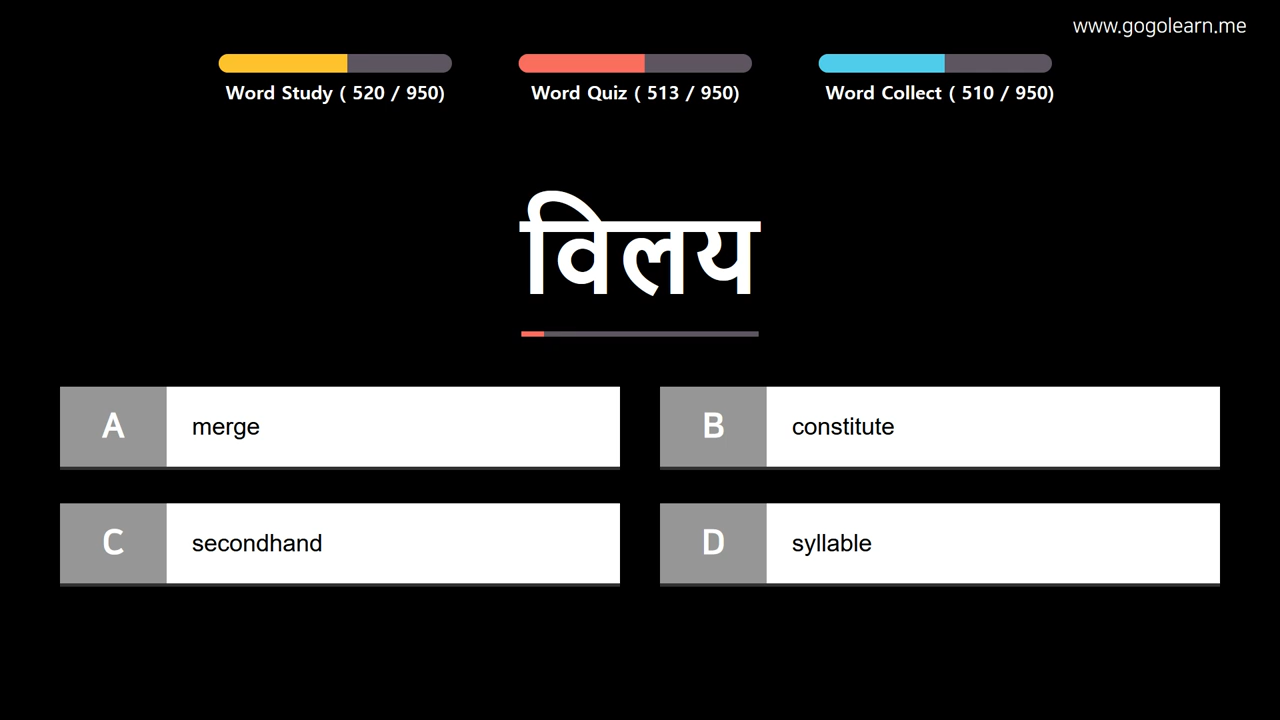 www.gogolearn.me
Word Study ( 520 / 950)
Word Quiz ( 513 / 950)
Word Collect ( 510 / 950)
विलय
A merge
B constitute
C secondhand
D syllable